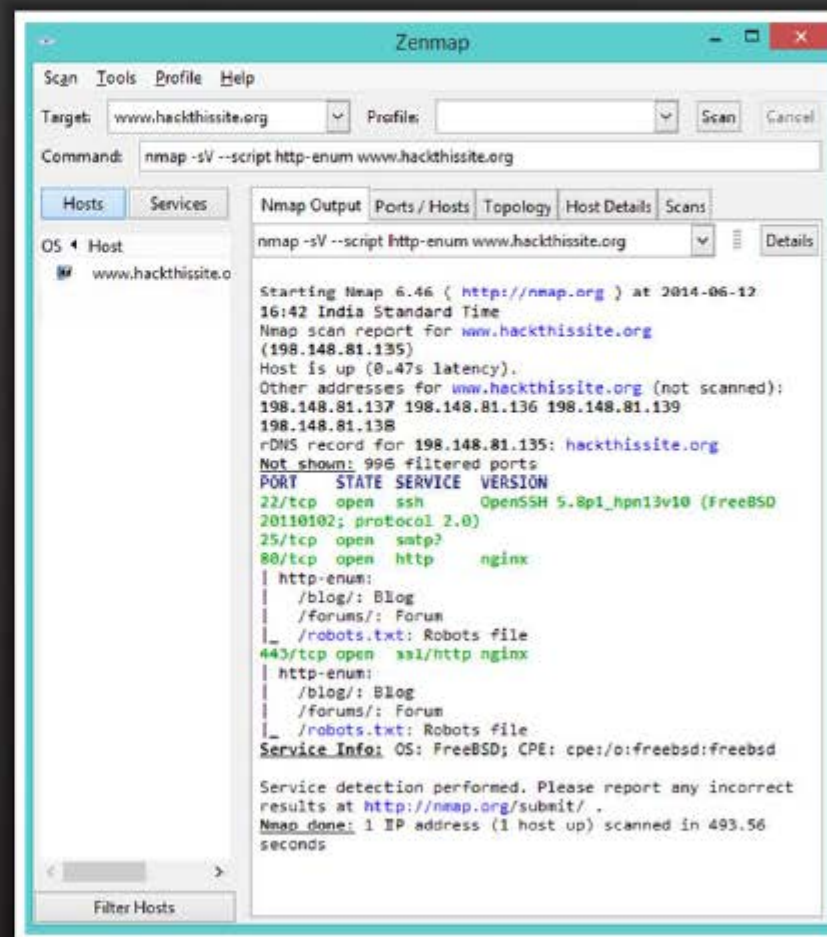 Zenmap
Scan Tools Profile Help
Target: www.hackthissite.org Profile: Scan Cancel
Command: nmap -sV --script http-enum www.hackthissite.org
Hosts Services
OS Host
www.hackthissite.o
Filter Hosts
Nmap Output Ports / Hosts Topology Host Details Scans
nmap -sV --script http-enum www.hackthissite.org Details
Starting Nmap 6.46 ( http://nmap.org ) at 2014-06-12
16:42 India Standard Time
Nmap scan report for www.hackthissite.org
(198.148.81.135)
Host is up (0.47s latency).
Other addresses for www.hackthissite.org (not scanned):
198.148.81.137 198.148.81.136 198.148.81.139
198.148.81.138
rDNS record for 198.148.81.135: hackthissite.org
Not shown: 996 filtered ports
PORT STATE SERVICE VERSION
22/tcp open ssh OpenSSH 5.8p1_hpn13v10 (FreeBSD
20110102; protocol 2.0)
25/tcp open smtp?
80/tcp open http nginx
| http-enum:
| /blog/: Blog
| /forums/: Forum
|_ /robots.txt: Robots file
443/tcp open ssl/http nginx
| http-enum:
| /blog/: Blog
| /forums/: Forum
|_ /robots.txt: Robots file
Service Info: OS: FreeBSD; CPE: cpe:/o:freebsd:freebsd
Service detection performed. Please report any incorrect
results at http://nmap.org/submit/ .
Nmap done: 1 IP address (1 host up) scanned in 493.56
seconds